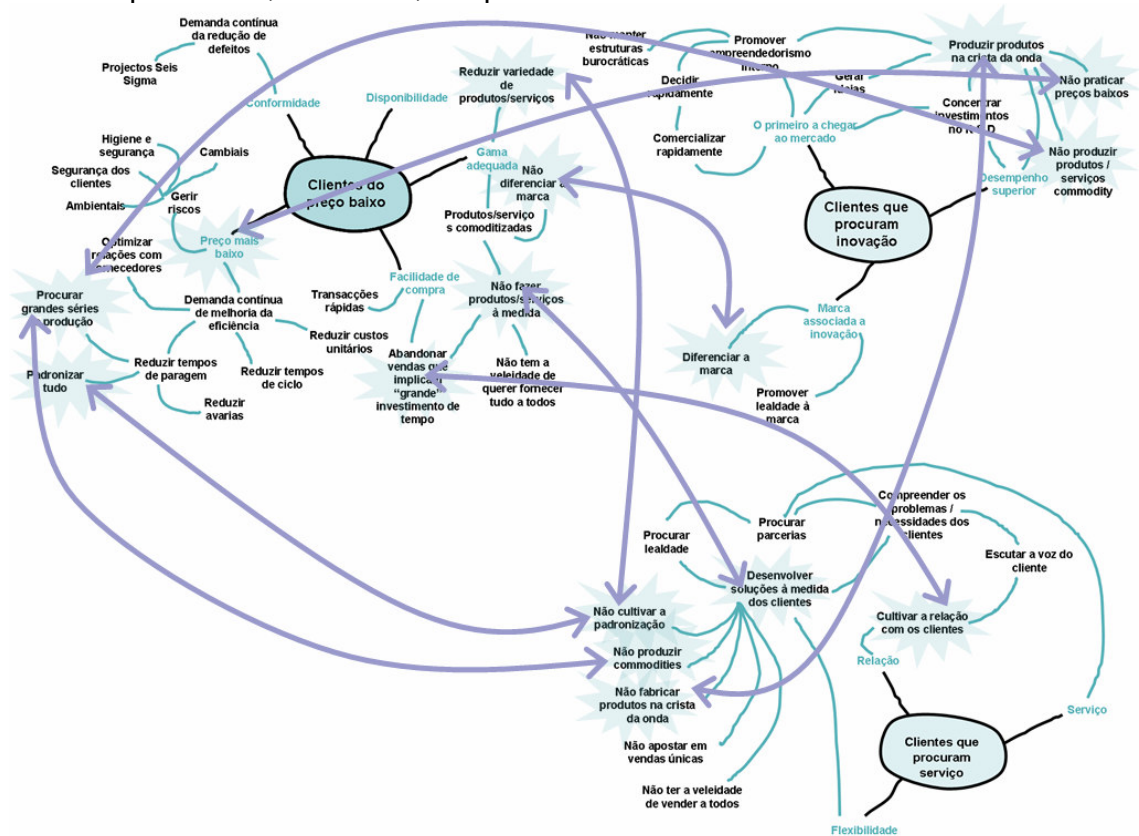 Demanda contínua
da redução de
defeitos
Projectos Seis
Sigma
Conformidade
Disponibilidade
Higiene e
segurança
Segurança dos
clientes
Ambientais
Cambiais
Gerir
riscos
Clientes do
preço baixo
Gama
adequada
Reduzir variedade
de
produtos/serviços
Não
diferenciar a
marca
Produtos/serviço
s comoditizadas
Optimizar
relações com
fornecedores
Preço mais
baixo
Procurar
grandes séries
produção
Padronizar
tudo
Demanda contínua
de melhoria da
eficiência
Reduzir tempos
de paragem
Reduzir
avarias
Reduzir tempos
de ciclo
Reduzir custos
unitários
Transacções
rápidas
Facilidade de
compra
Abandonar
vendas que
implicam
“grande”
investimento de
tempo
Não fazer
produtos/serviços
à medida
Não tem a
veleidade de
querer fornecer
tudo a todos
Não manter
estruturas
burocráticas
Promover
empreendedorismo
interno
Decidir
rapidamente
Comercializar
rapidamente
Gerar
ideias
O primeiro a chegar
ao mercado
Produzir produtos
na crista da onda
Não praticar
preços baixos
Concentrar
investimentos
no
Não produzir
produtos /
serviços
commodity
Desempenho
superior
Clientes que
procuram
inovação
Marca
associada a
inovação
Diferenciar a
marca
Promover
lealdade à
marca
Procurar
lealdade
Procurar
parcerias
Compreender os
problemas /
necessidades dos
clientes
Escutar a voz do
cliente
Desenvolver
soluções à medida
dos clientes
Cultivar a relação
com os clientes
Não cultivar a
padronização
Não produzir
commodities
Não fabricar
produtos na crista
da onda
Não apostar em
vendas únicas
Não ter a veleidade
de vender a todos
Relação
Serviço
Clientes que
procuram
serviço
Flexibilidade